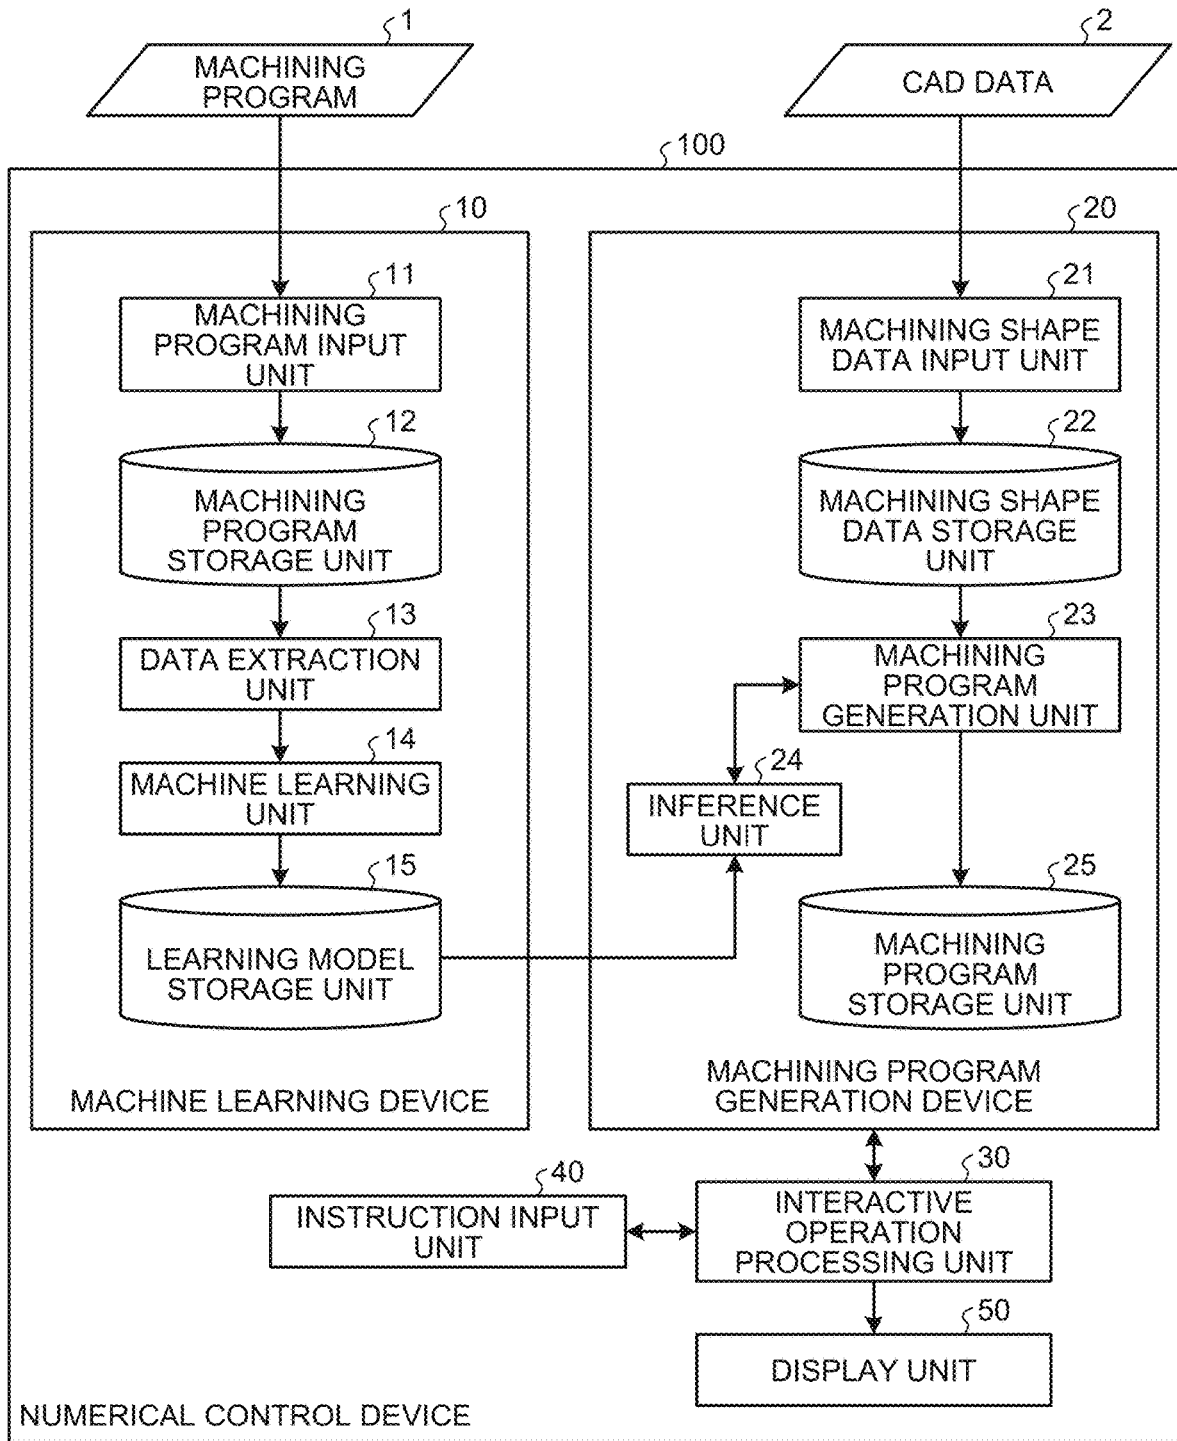 1
MACHINING
PROGRAM
2
CAD DATA
100
10
11
MACHINING
PROGRAM INPUT
UNIT
12
MACHINING
PROGRAM
STORAGE UNIT
13
DATA EXTRACTION
UNIT
14
MACHINE LEARNING
UNIT
15
LEARNING MODEL
STORAGE UNIT
MACHINE LEARNING DEVICE
20
21
MACHINING SHAPE
DATA INPUT UNIT
22
MACHINING SHAPE
DATA STORAGE
UNIT
23
MACHINING
PROGRAM
GENERATION UNIT
24
INFERENCE
UNIT
25
MACHINING
PROGRAM
STORAGE UNIT
MACHINING PROGRAM
GENERATION DEVICE
40
INSTRUCTION INPUT
UNIT
30
INTERACTIVE
OPERATION
PROCESSING UNIT
50
DISPLAY UNIT
NUMERICAL CONTROL DEVICE